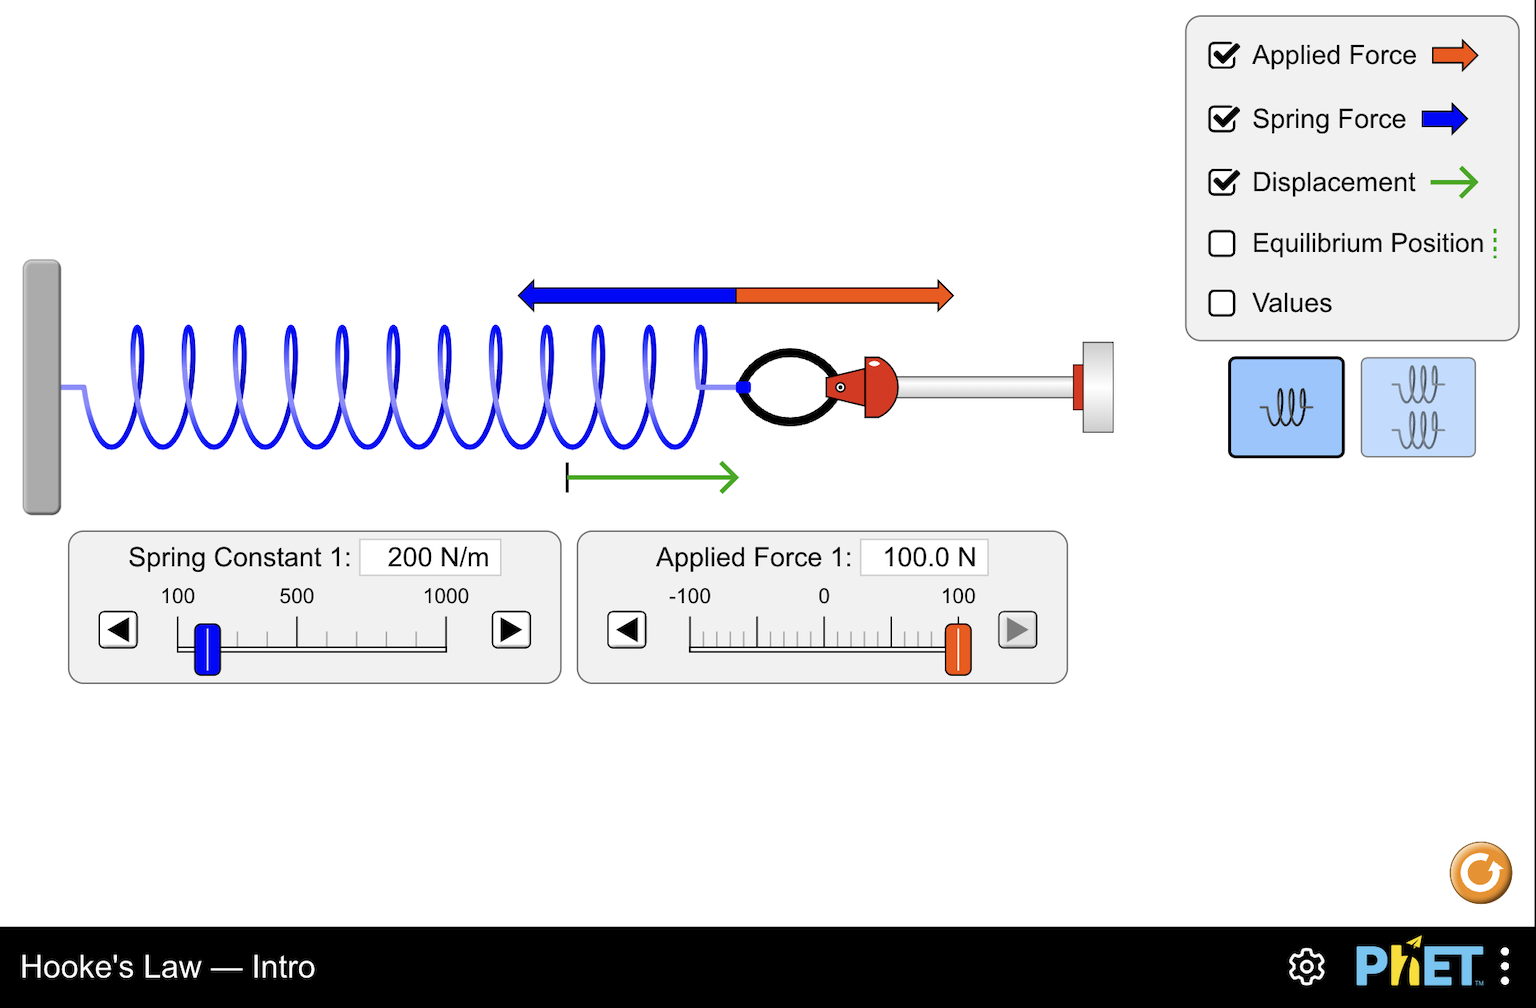 Applied Force
Spring Force
Displacement
Equilibrium Position
Values
Spring Constant 1: 200 N/m
100 500 1000
Applied Force 1: 100.0 N
-100 0 100
Hooke's Law — Intro
PhET™